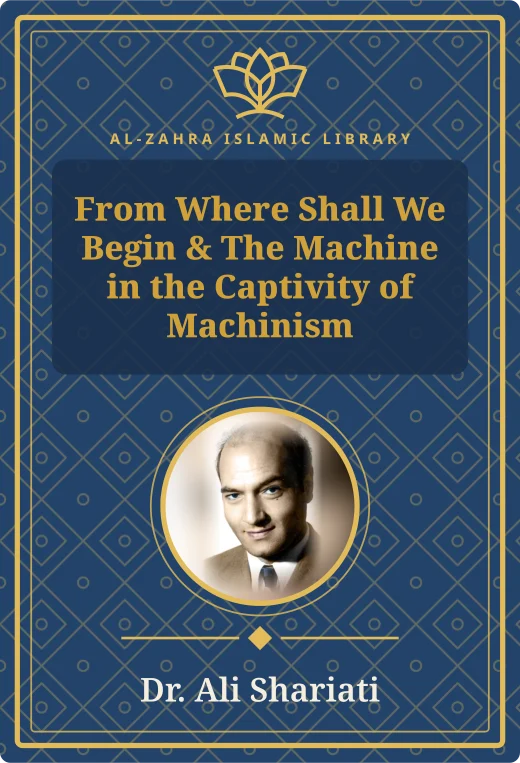 AL-ZAHRA ISLAMIC LIBRARY
From Where Shall We
Begin & The Machine
in the Captivity of
Machinism
Dr. Ali Shariati